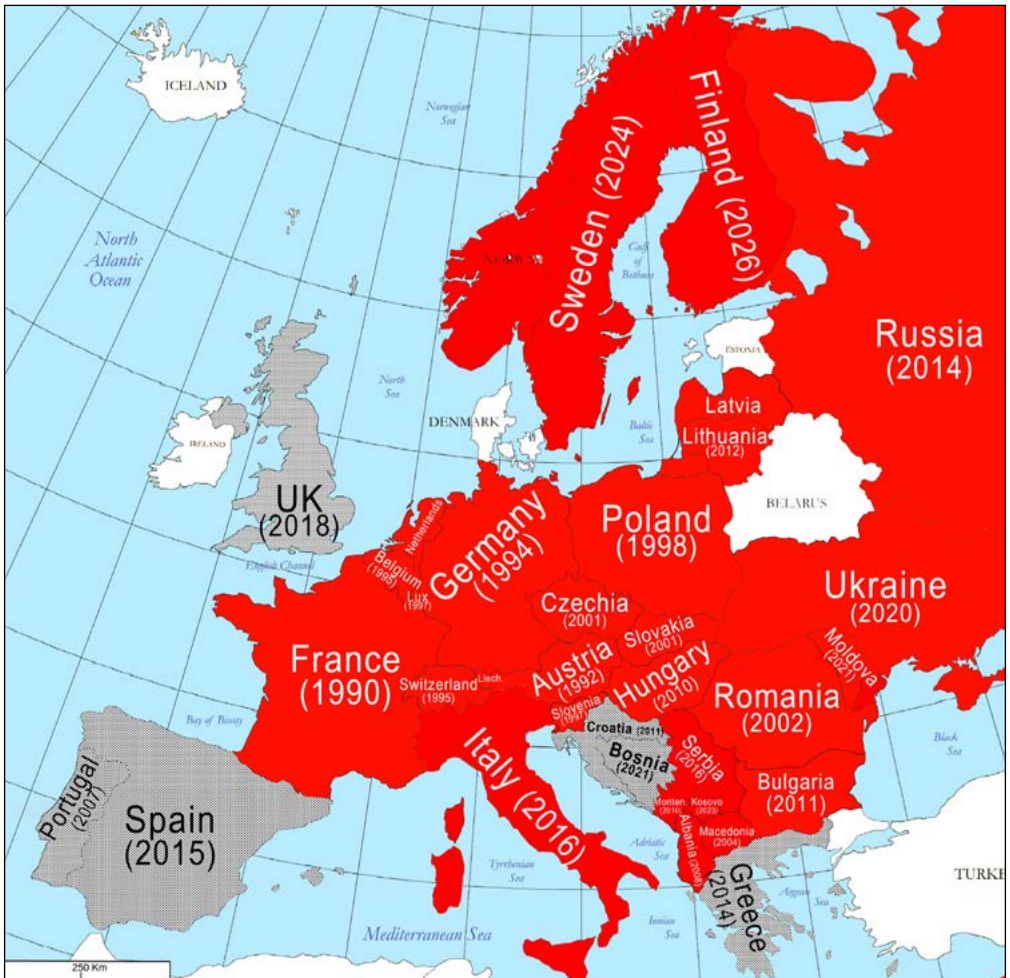 ICELAND
Norwegian
Sea
Finland (2026)
Sweden (2024)
NORWAY
North
Atlantic
Ocean
Gulf
of
Bothnia
Russia
(2014)
ESTONIA
North
Sea
DENMARK
Baltic
Sea
Latvia
Lithuania
(2012)
IRELAND
BELARUS
UK
(2018)
English Channel
Netherlands
Belgium
(1995)
Lux
(1997)
Germany
(1994)
Poland
(1998)
Ukraine
(2020)
Czechia
(2001)
Slovakia
(2001)
Moldova
(2021)
France
(1990)
Switzerland
(1995)
Liech.
Austria
(1992)
Hungary
(2010)
Romania
(2002)
Slovenia
(1997)
Croatia (2011)
Bosnia
(2021)
Bay of Biscay
Black
Sea
Italy (2016)
Serbia
(2016)
Bulgaria
(2011)
Portugal
(2007)
Spain
(2015)
Monten.
(2010)
Kosovo
(2023)
Macedonia
(2004)
Albania (2008)
Adriatic
Sea
Tyrrhenian
Sea
Greece
(2014)
Aegean
Sea
TURKE
Ionian
Sea
Mediterranean Sea
250 Km